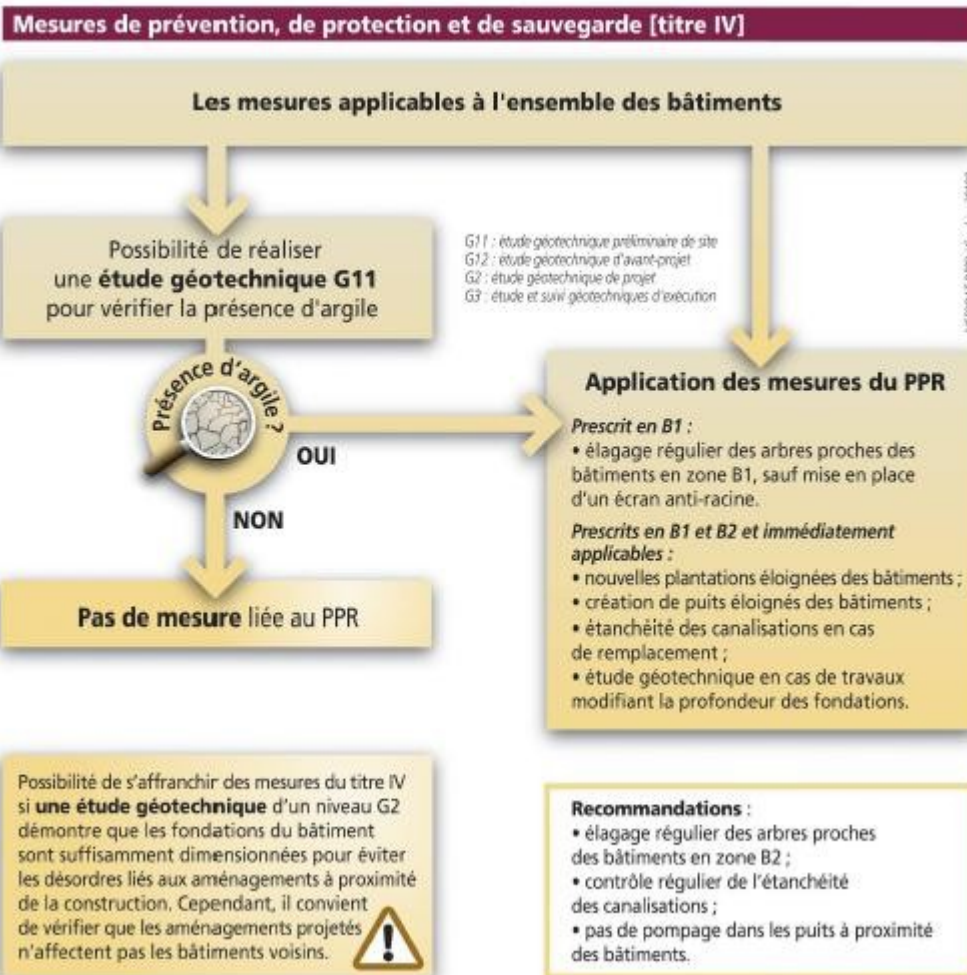 Mesures de prévention, de protection et de sauvegarde [titre IV]
Les mesures applicables à l'ensemble des bâtiments
Possibilité de réaliser
une étude géotechnique G11
pour vérifier la présence d'argile
G11 : étude géotechnique préliminaire de site
G12 : étude géotechnique d'avant-projet
G2 : étude géotechnique de projet
G3 : étude et suivi géotechniques d'exécution
Présence d'argile ?
OUI
NON
Pas de mesure liée au PPR
Application des mesures du PPR
Prescrit en B1 :
• élagage régulier des arbres proches des
bâtiments en zone B1, sauf mise en place
d'un écran anti-racine.
Prescrits en B1 et B2 et immédiatement
applicables :
• nouvelles plantations éloignées des bâtiments ;
• création de puits éloignés des bâtiments ;
• étanchéité des canalisations en cas
de remplacement ;
• étude géotechnique en cas de travaux
modifiant la profondeur des fondations.
Possibilité de s'affranchir des mesures du titre IV
si une étude géotechnique d'un niveau G2
démontre que les fondations du bâtiment
sont suffisamment dimensionnées pour éviter
les désordres liés aux aménagements à proximité
de la construction. Cependant, il convient
de vérifier que les aménagements projetés
n'affectent pas les bâtiments voisins.
!
Recommandations :
• élagage régulier des arbres proches
des bâtiments en zone B2 ;
• contrôle régulier de l'étanchéité
des canalisations ;
• pas de pompage dans les puits à proximité
des bâtiments.